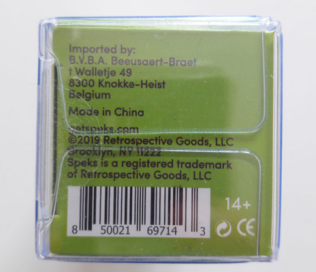 Imported by:
B.V.B.A. Beeusaert-Braet
t Walletje 49
8300 Knokke-Heist
Belgium
Made in China
getspeks.com
©2019 Retrospective Goods, LLC
Brooklyn, NY 11222
Speks is a registered trademark
of Retrospective Goods, LLC
14+
8 50021 69714 3
CE